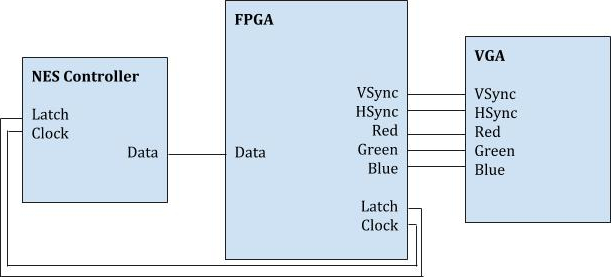 NES Controller
Latch
Clock
Data
FPGA
VSync
HSync
Red
Green
Blue
Data
Latch
Clock
VGA
VSync
HSync
Red
Green
Blue